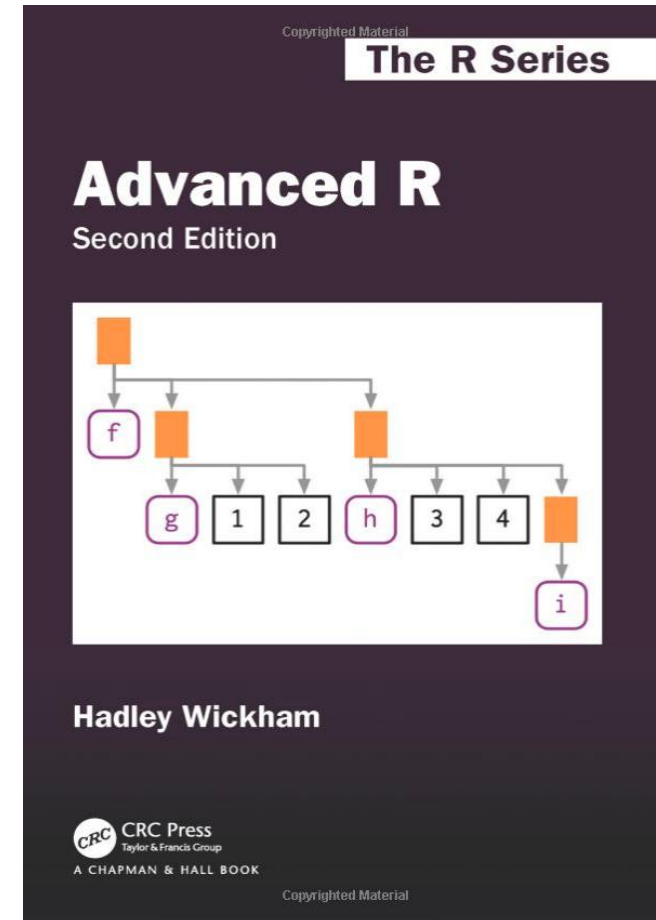 Copyrighted Material
The R Series
Advanced R
Second Edition
f
g 1 2 h 3 4
i
Hadley Wickham
CRC CRC Press
Taylor & Francis Group
A CHAPMAN & HALL BOOK
Copyrighted Material